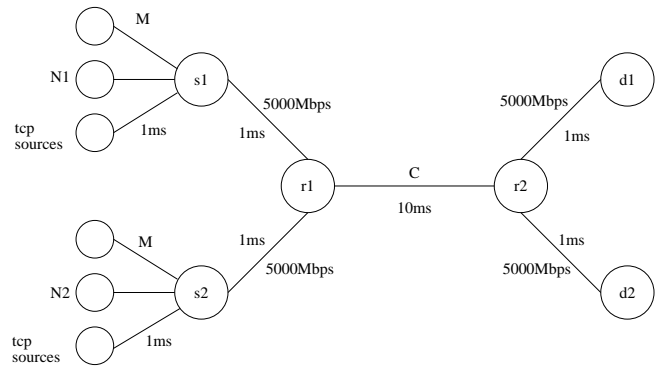 M
s1
N1
5000Mbps
tcp
sources
1ms
1ms
d1
5000Mbps
1ms
r1
C
10ms
r2
M
1ms
5000Mbps
N2
s2
tcp
sources
1ms
1ms
5000Mbps
d2